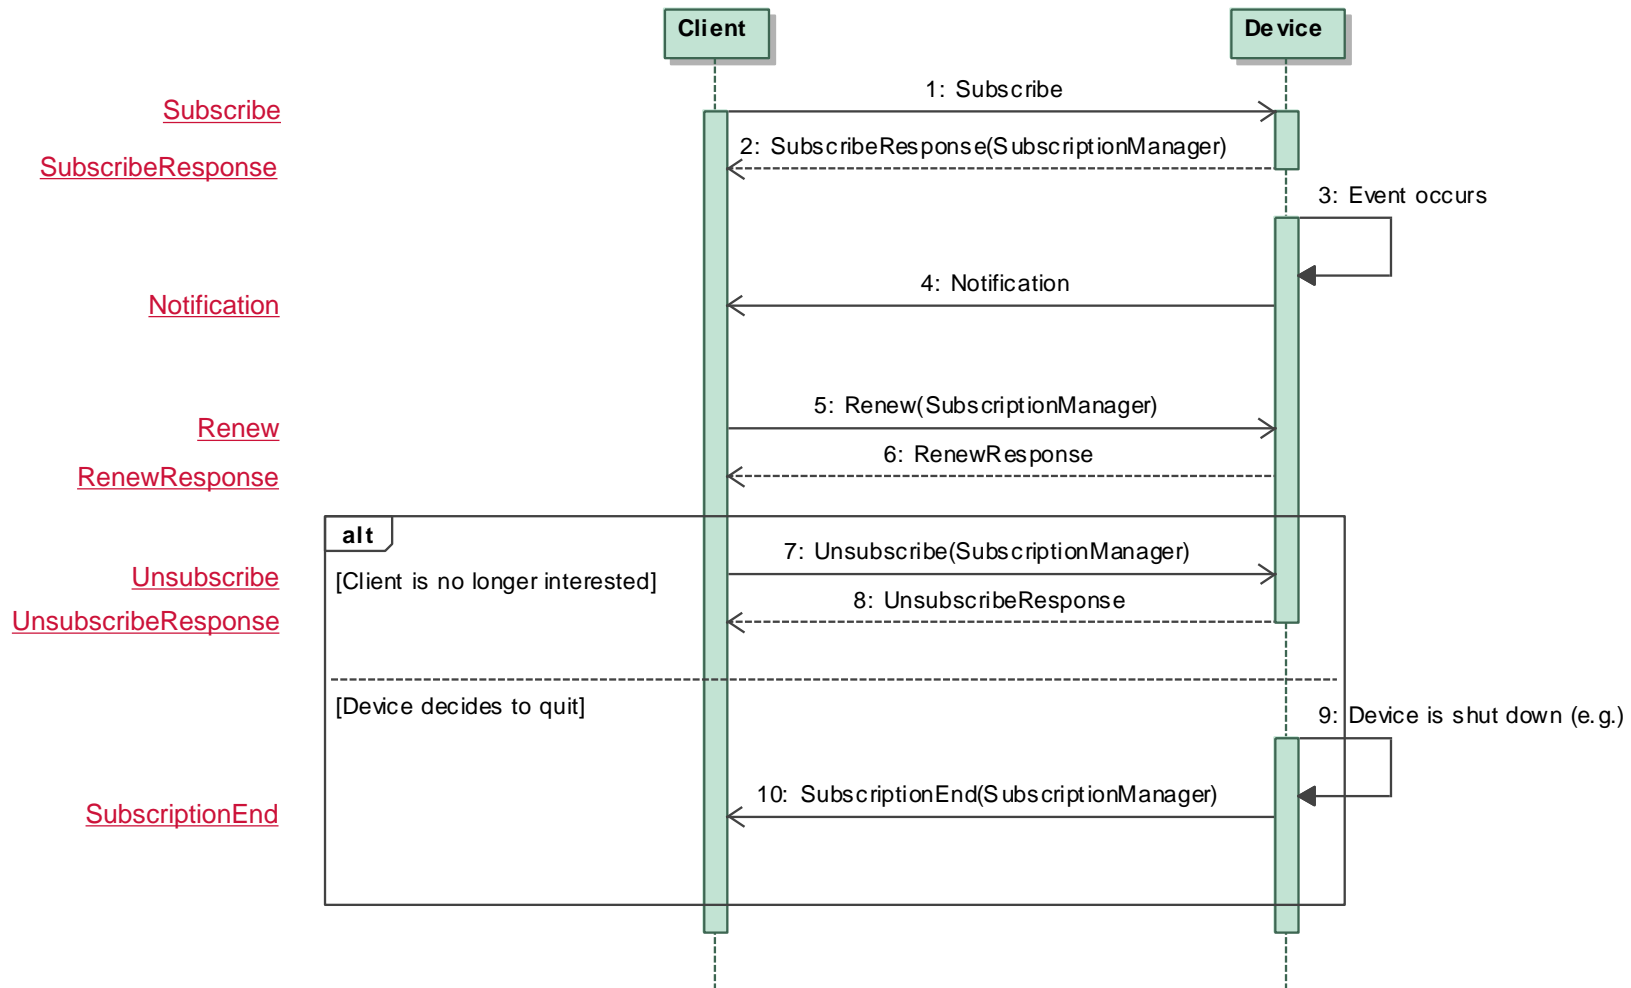 Client
Device
1: Subscribe
Subscribe
2: SubscribeResponse(SubscriptionManager)
SubscribeResponse
3: Event occurs
4: Notification
Notification
5: Renew(SubscriptionManager)
Renew
6: RenewResponse
RenewResponse
alt
7: Unsubscribe(SubscriptionManager)
Unsubscribe
[Client is no longer interested]
8: UnsubscribeResponse
UnsubscribeResponse
[Device decides to quit]
9: Device is shut down (e.g.)
10: SubscriptionEnd(SubscriptionManager)
SubscriptionEnd